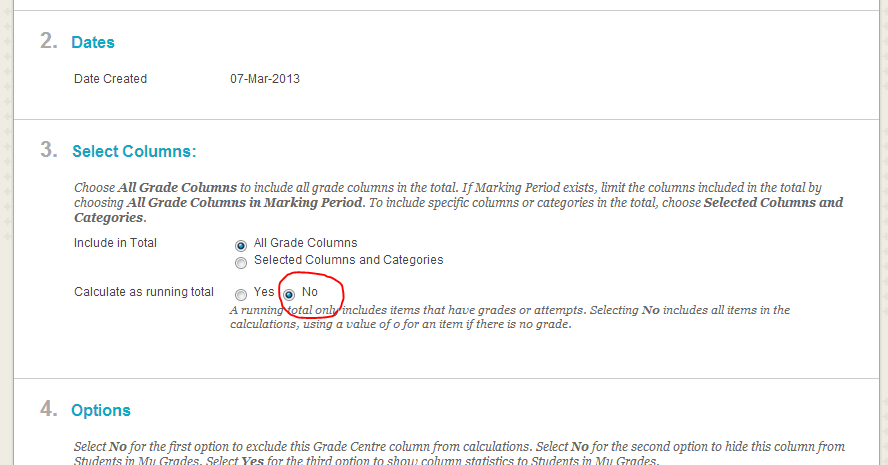 2. Dates
Date Created 07-Mar-2013
3. Select Columns:
Choose All Grade Columns to include all grade columns in the total. If Marking Period exists, limit the columns included in the total by
choosing All Grade Columns in Marking Period. To include specific columns or categories in the total, choose Selected Columns and
Categories.
Include in Total All Grade Columns
Selected Columns and Categories
Calculate as running total Yes No
A running total only includes items that have grades or attempts. Selecting No includes all items in the
calculations, using a value of 0 for an item if there is no grade.
4. Options
Select No for the first option to exclude this Grade Centre column from calculations. Select No for the second option to hide this column from
Students in My Grades. Select Yes for the third option to show column statistics to Students in My Grades.